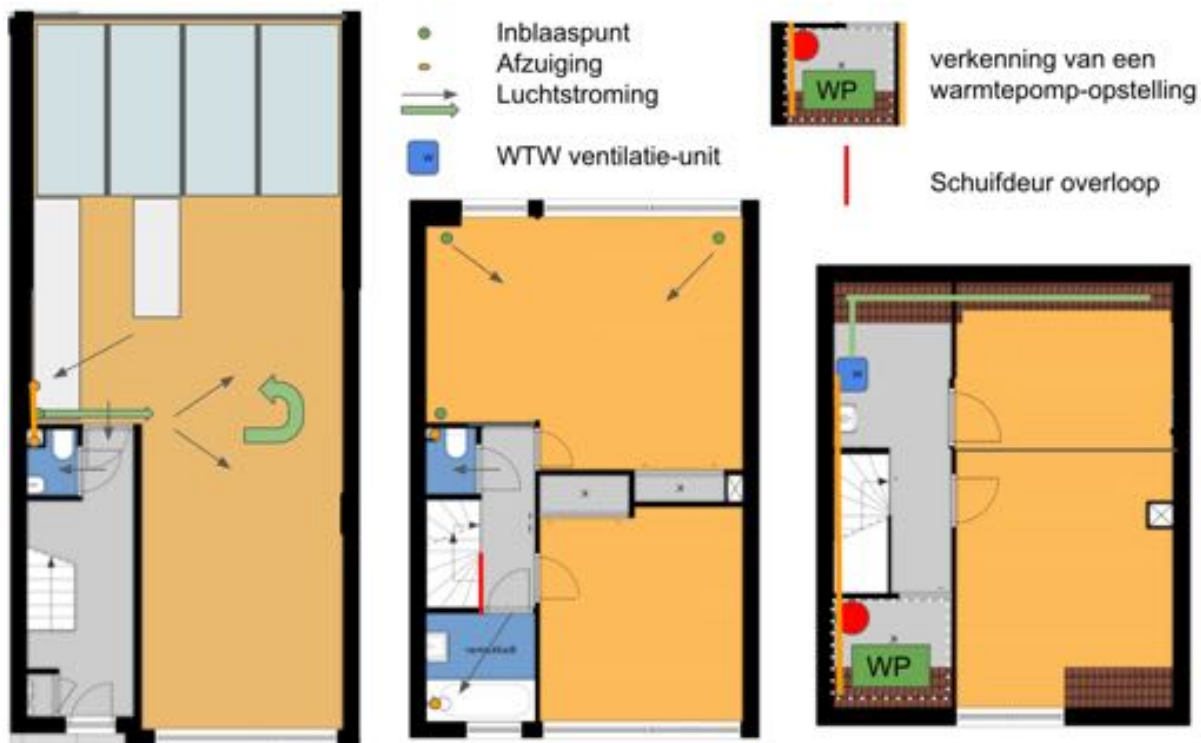 Inblaaspunt
Afzuiging
Luchtstroming
WTW ventilatie-unit
WP
verkenning van een
warmtepomp-opstelling
Schuifdeur overloop
W
W
WP